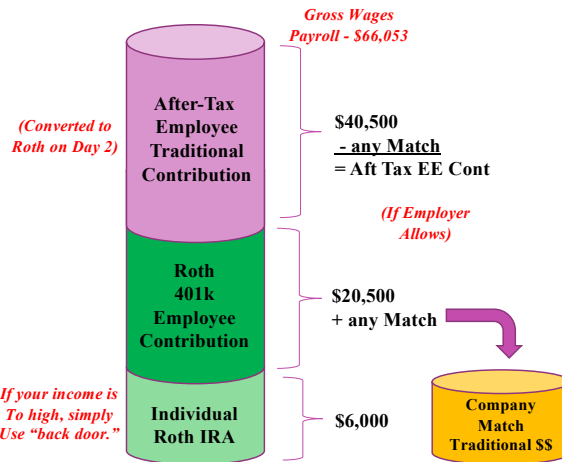 Gross Wages
Payroll - $66,053
After-Tax
Employee
Traditional
Contribution
(Converted to
Roth on Day 2)
$40,500
- any Match
= Aft Tax EE Cont
(If Employer
Allows)
Roth
401k
Employee
Contribution
$20,500
+ any Match
If your income is
To high, simply
Use “back door.”
Individual
Roth IRA
$6,000
Company
Match
Traditional $$